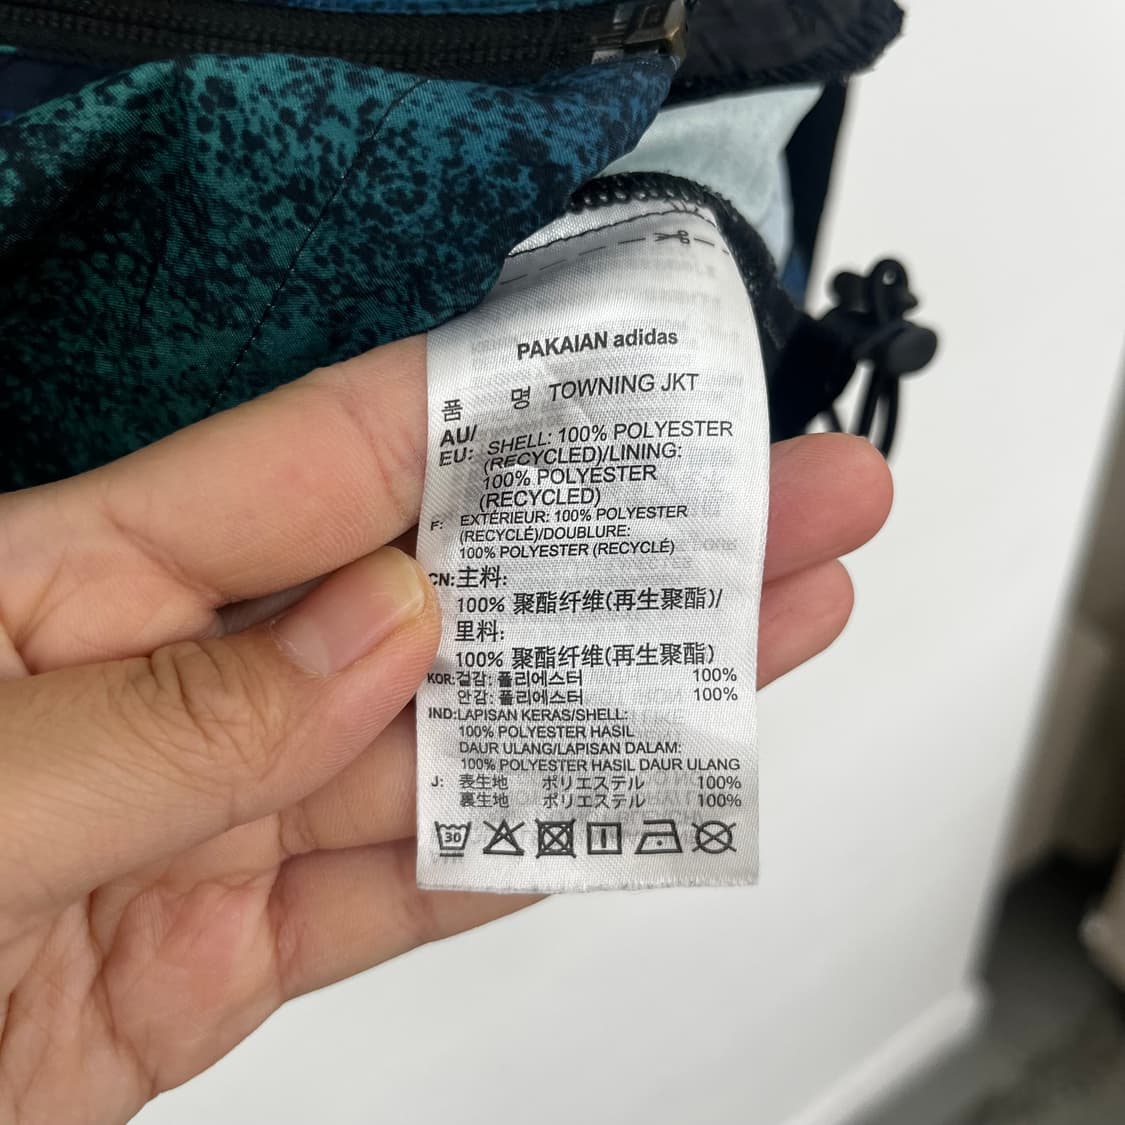 PAKAIAN adidas
품 명 TOWNING JKT
AU/EU: SHELL: 100% POLYESTER
(RECYCLED)/LINING:
100% POLYESTER
(RECYCLED)
F: EXTÉRIEUR: 100% POLYESTER
(RECYCLÉ)/DOUBLURE:
100% POLYESTER (RECYCLÉ)
CN:主料:
100% 聚酯纤维(再生聚酯)/
里料:
100% 聚酯纤维(再生聚酯)
KOR:겉감: 폴리에스터 100%
안감: 폴리에스터 100%
IND:LAPISAN KERAS/SHELL:
100% POLYESTER HASIL
DAUR ULANG/LAPISAN DALAM:
100% POLYESTER HASIL DAUR ULANG
J: 表生地 ポリエステル 100%
裏生地 ポリエステル 100%
30